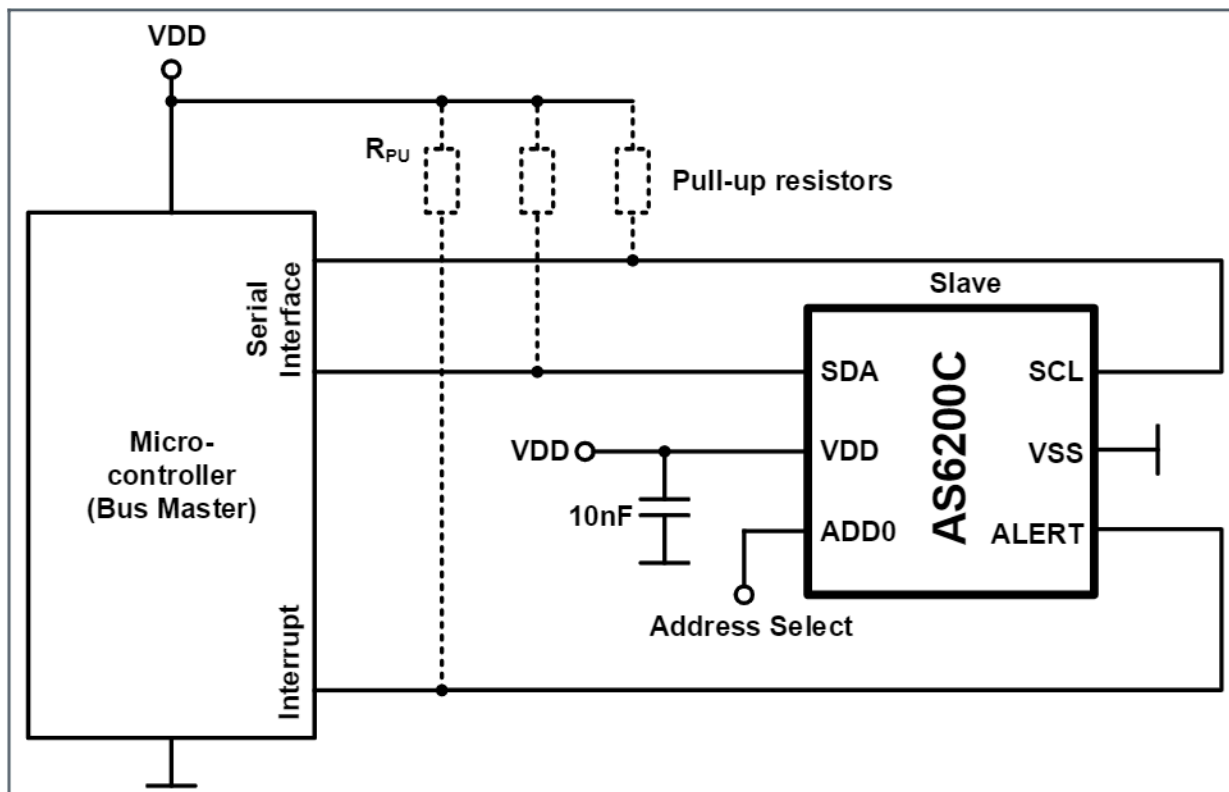 VDD
RPU
Pull-up resistors
Serial
Interface
Slave
SDA
SCL
AS6200C
Micro-
controller
(Bus Master)
VDD
VDD
VSS
10nF
ADD0
ALERT
Address Select
Interrupt